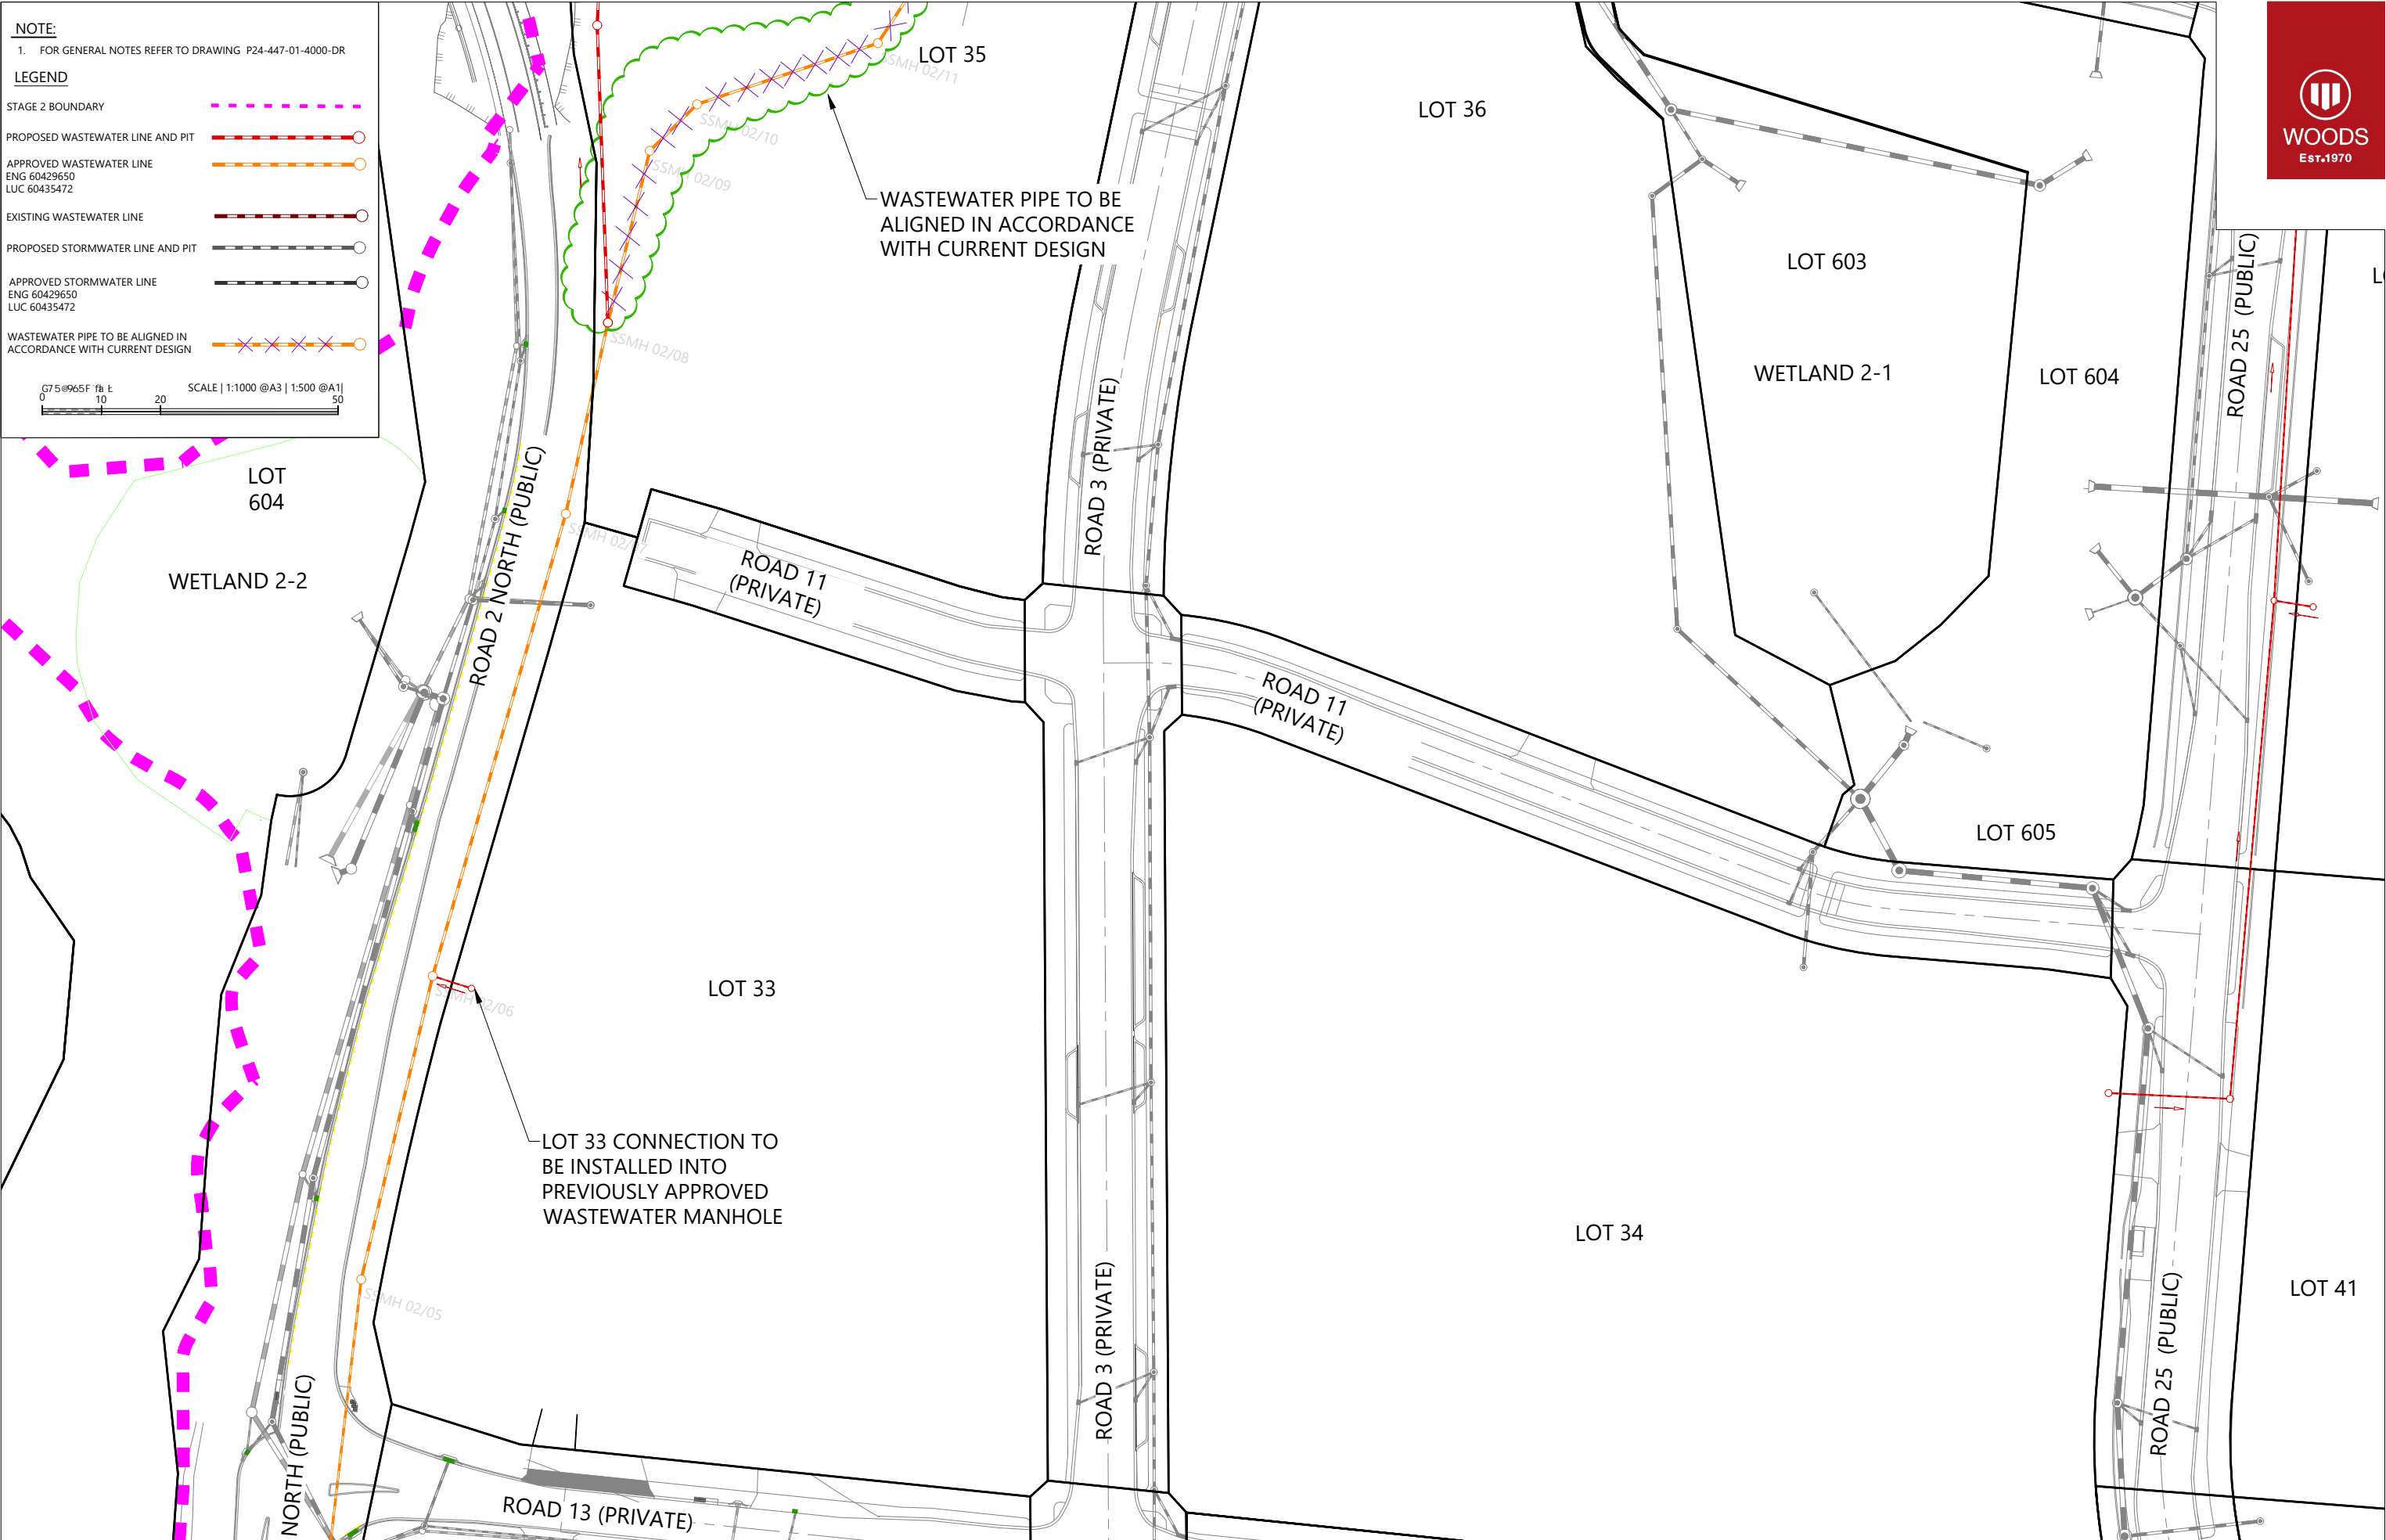 NOTE:
1. FOR GENERAL NOTES REFER TO DRAWING P24-447-01-4000-DR
LEGEND
STAGE 2 BOUNDARY
PROPOSED WASTEWATER LINE AND PIT
APPROVED WASTEWATER LINE
ENG 60429650
LUC 60435472
EXISTING WASTEWATER LINE
PROPOSED STORMWATER LINE AND PIT
APPROVED STORMWATER LINE
ENG 60429650
LUC 60435472
WASTEWATER PIPE TO BE ALIGNED IN
ACCORDANCE WITH CURRENT DESIGN
SCALE | 1:1000 @A3 | 1:500 @A1|
0 10 20 50
WOODS
EST.1970
LOT 35
SSMH 02/11
SSMH 02/10
SSMH 02/09
WASTEWATER PIPE TO BE
ALIGNED IN ACCORDANCE
WITH CURRENT DESIGN
SSMH 02/08
LOT 36
LOT 603
WETLAND 2-1
LOT 604
ROAD 25 (PUBLIC)
ROAD 3 (PRIVATE)
LOT
604
WETLAND 2-2
ROAD 2 NORTH (PUBLIC)
SSMH 02/07
ROAD 11
(PRIVATE)
ROAD 11
(PRIVATE)
LOT 605
LOT 33
SSMH 02/06
LOT 33 CONNECTION TO
BE INSTALLED INTO
PREVIOUSLY APPROVED
WASTEWATER MANHOLE
LOT 34
LOT 41
SSMH 02/05
ROAD 3 (PRIVATE)
ROAD 25 (PUBLIC)
NORTH (PUBLIC)
ROAD 13 (PRIVATE)